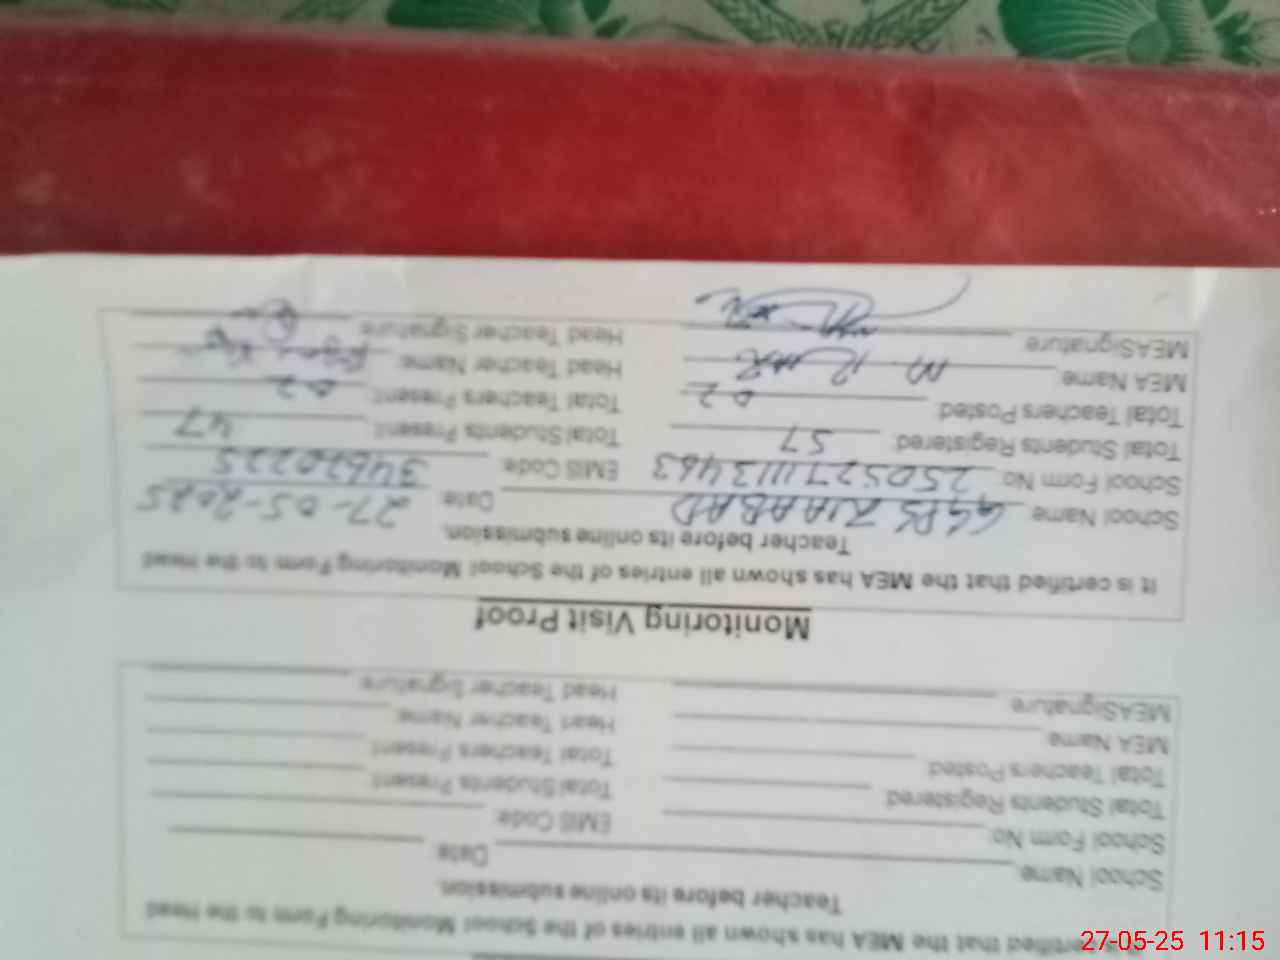 Monitoring Visit Proof
It is certified that the MEA has shown all entries of the School Monitoring Form to the Head
Teacher before its online submission.
School Name: GGPS ZIAABAD Date: 27-05-2025
School Form No. EMIS Code:
Total Students Registered: 57 Total Students Present: 47
Total Teachers Posted: 02 Total Teachers Present: 02
MEA Name: Head Teacher Name:
MEASignature: Head Teacher Signature:
It is certified that the MEA has shown all entries of the School Monitoring Form to the Head
Teacher before its online submission.
School Name: Date:
School Form No. EMIS Code:
Total Students Registered: Total Students Present:
Total Teachers Posted: Total Teachers Present:
MEA Name: Head Teacher Name:
MEASignature: Head Teacher Signature:
27-05-25 11:15